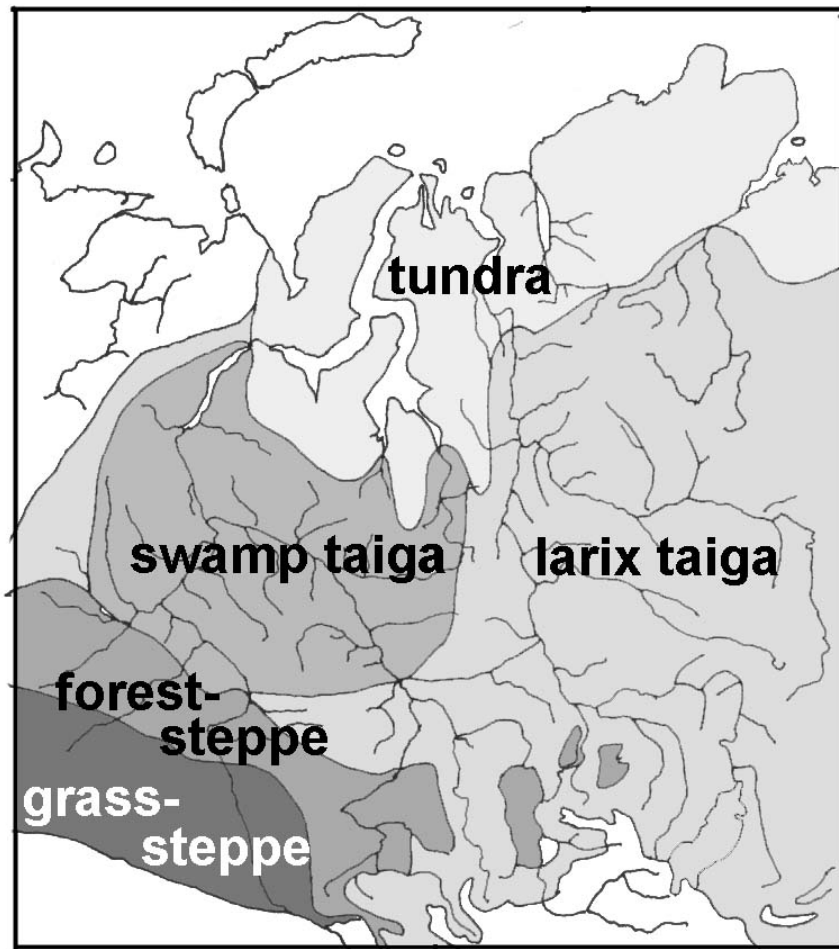 tundra
swamp taiga
larix taiga
forest-
steppe
grass-
steppe